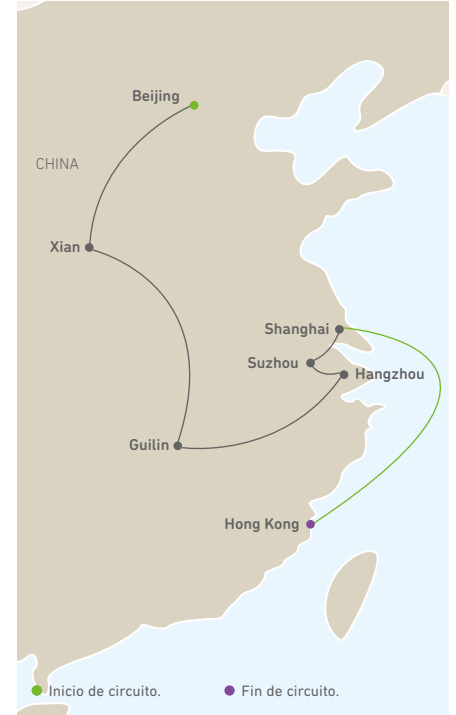 Beijing
CHINA
Xian
Shanghai
Suzhou
Hangzhou
Guilin
Hong Kong
Inicio de circuito.
Fin de circuito.